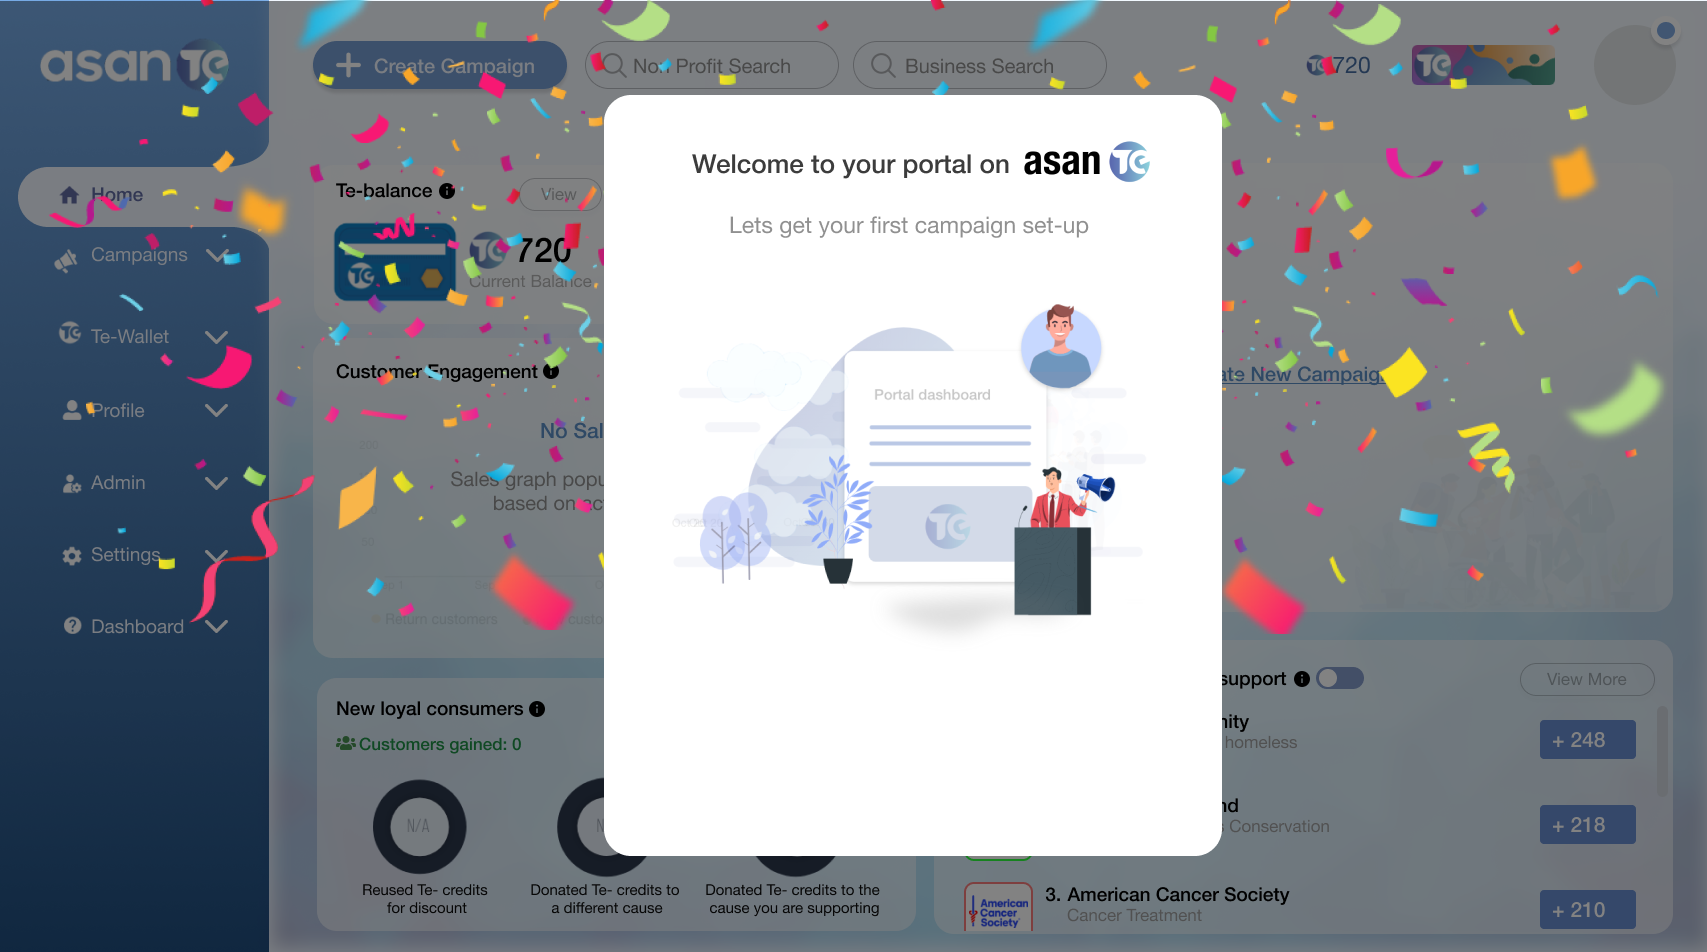 asan TC
Create Campaign
Non Profit Search
Business Search
720
Home
Campaigns
Te-Wallet
Profile
Admin
Settings
Dashboard
Te-balance
View
720
Current Balance
Customer Engagement
200
No Sal
Sales graph popu
based on ac
50
Return customers
custo
New loyal consumers
Customers gained: 0
N/A
Reused Te- credits
for discount
Donated Te- credits to
a different cause
Donated Te- credits to the
cause you are supporting
Welcome to your portal on asan TC
Lets get your first campaign set-up
Portal dashboard
ate New Campaig
support
View More
nity
homeless
+ 248
nd
s Conservation
+ 218
American
Cancer
Society
3. American Cancer Society
Cancer Treatment
+ 210